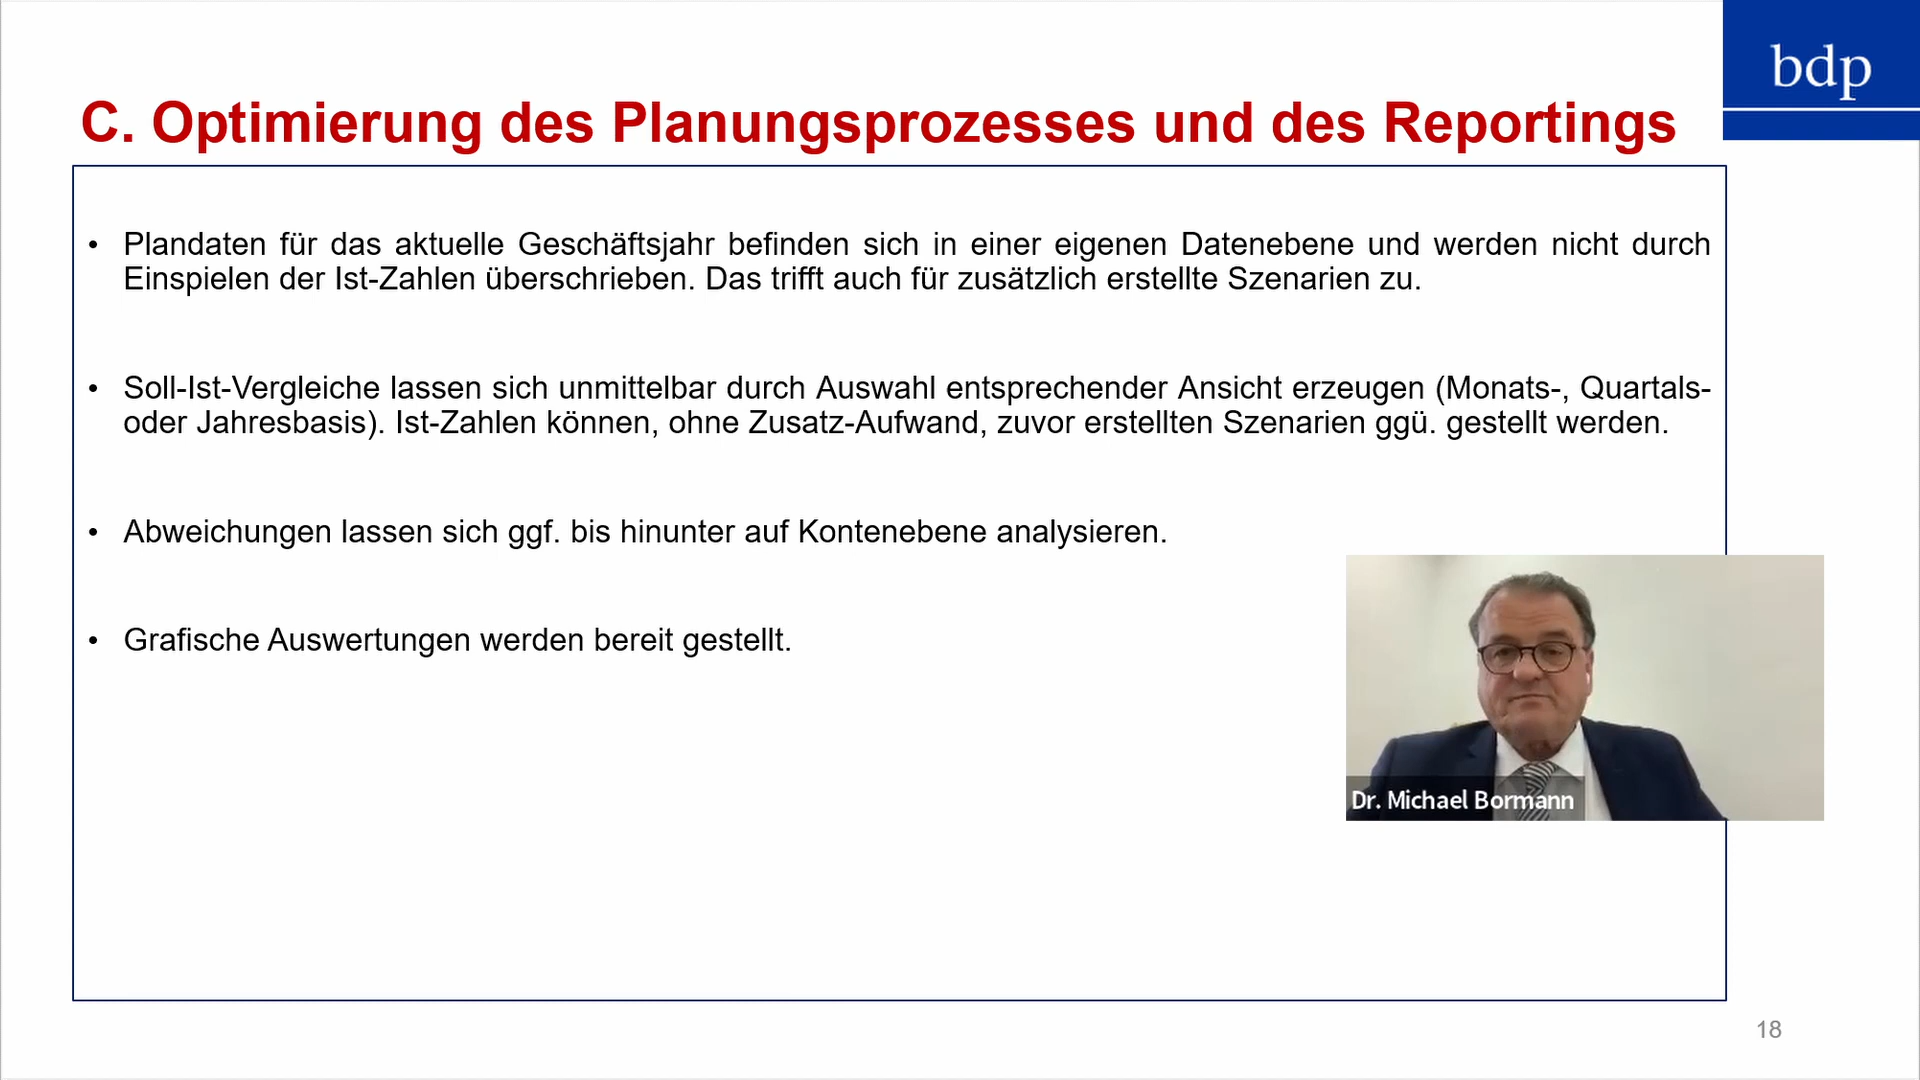 bdp
C. Optimierung des Planungsprozesses und des Reportings
• Plandaten für das aktuelle Geschäftsjahr befinden sich in einer eigenen Datenebene und werden nicht durch
Einspielen der Ist-Zahlen überschrieben. Das trifft auch für zusätzlich erstellte Szenarien zu.
• Soll-Ist-Vergleiche lassen sich unmittelbar durch Auswahl entsprechender Ansicht erzeugen (Monats-, Quartals-
oder Jahresbasis). Ist-Zahlen können, ohne Zusatz-Aufwand, zuvor erstellten Szenarien ggü. gestellt werden.
• Abweichungen lassen sich ggf. bis hinunter auf Kontenebene analysieren.
• Grafische Auswertungen werden bereit gestellt.
Dr. Michael Bormann
18